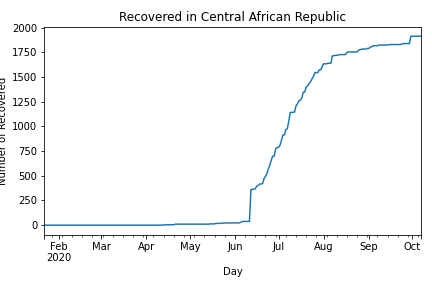 Recovered in Central African Republic
Number of Recovered
2000
1750
1500
1250
1000
750
500
250
0
Feb Mar Apr May Jun Jul Aug Sep Oct
2020
Day